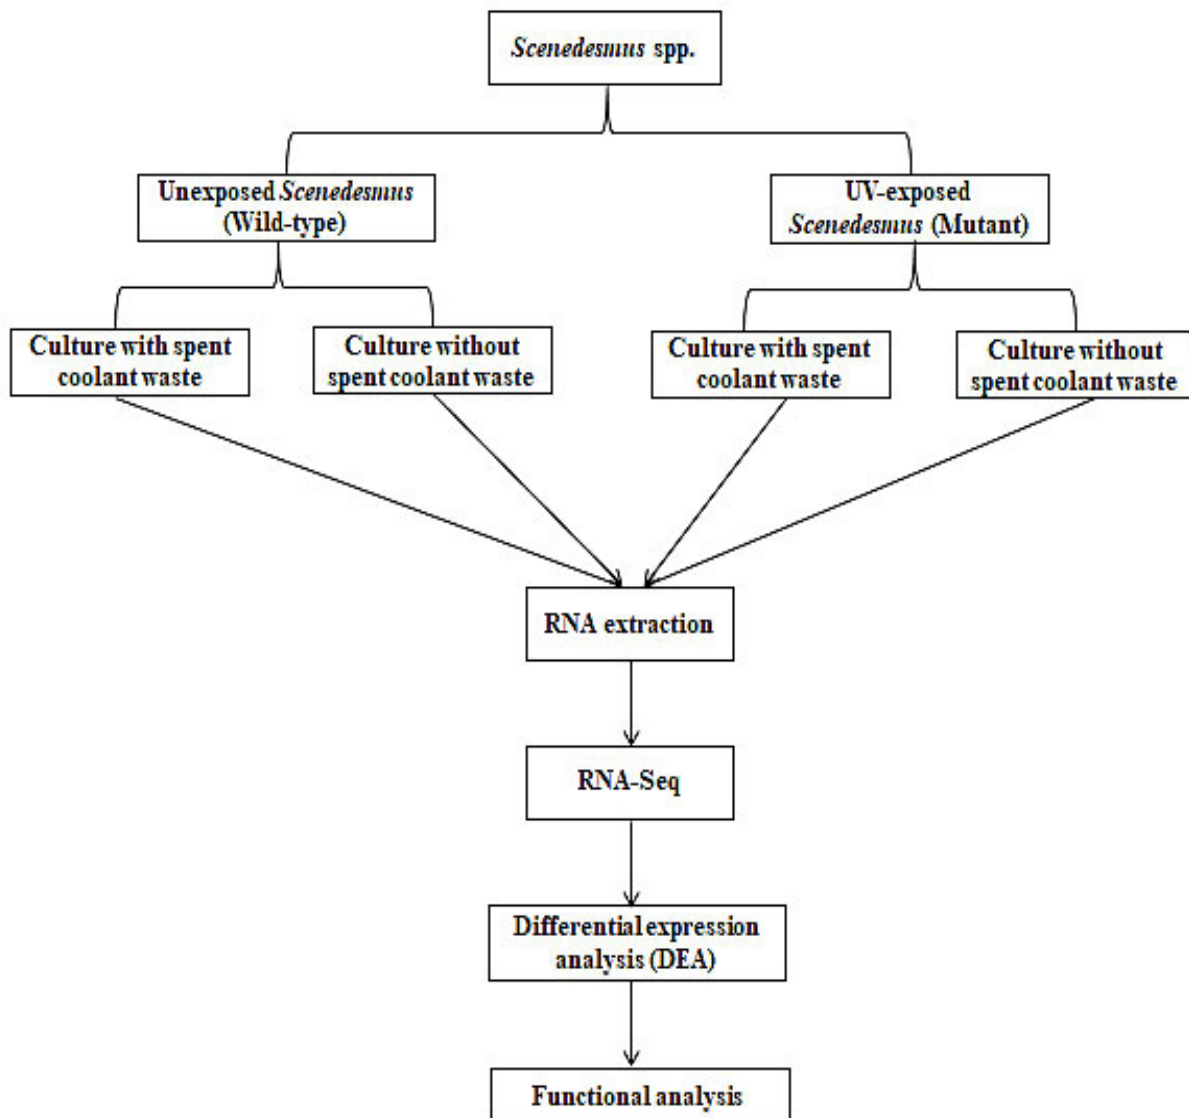 Scenedesmus spp.
Unexposed Scenedesmus
(Wild-type)
UV-exposed
Scenedesmus (Mutant)
Culture with spent
coolant waste
Culture without
spent coolant waste
Culture with spent
coolant waste
Culture without
spent coolant waste
RNA extraction
RNA-Seq
Differential expression
analysis (DEA)
Functional analysis